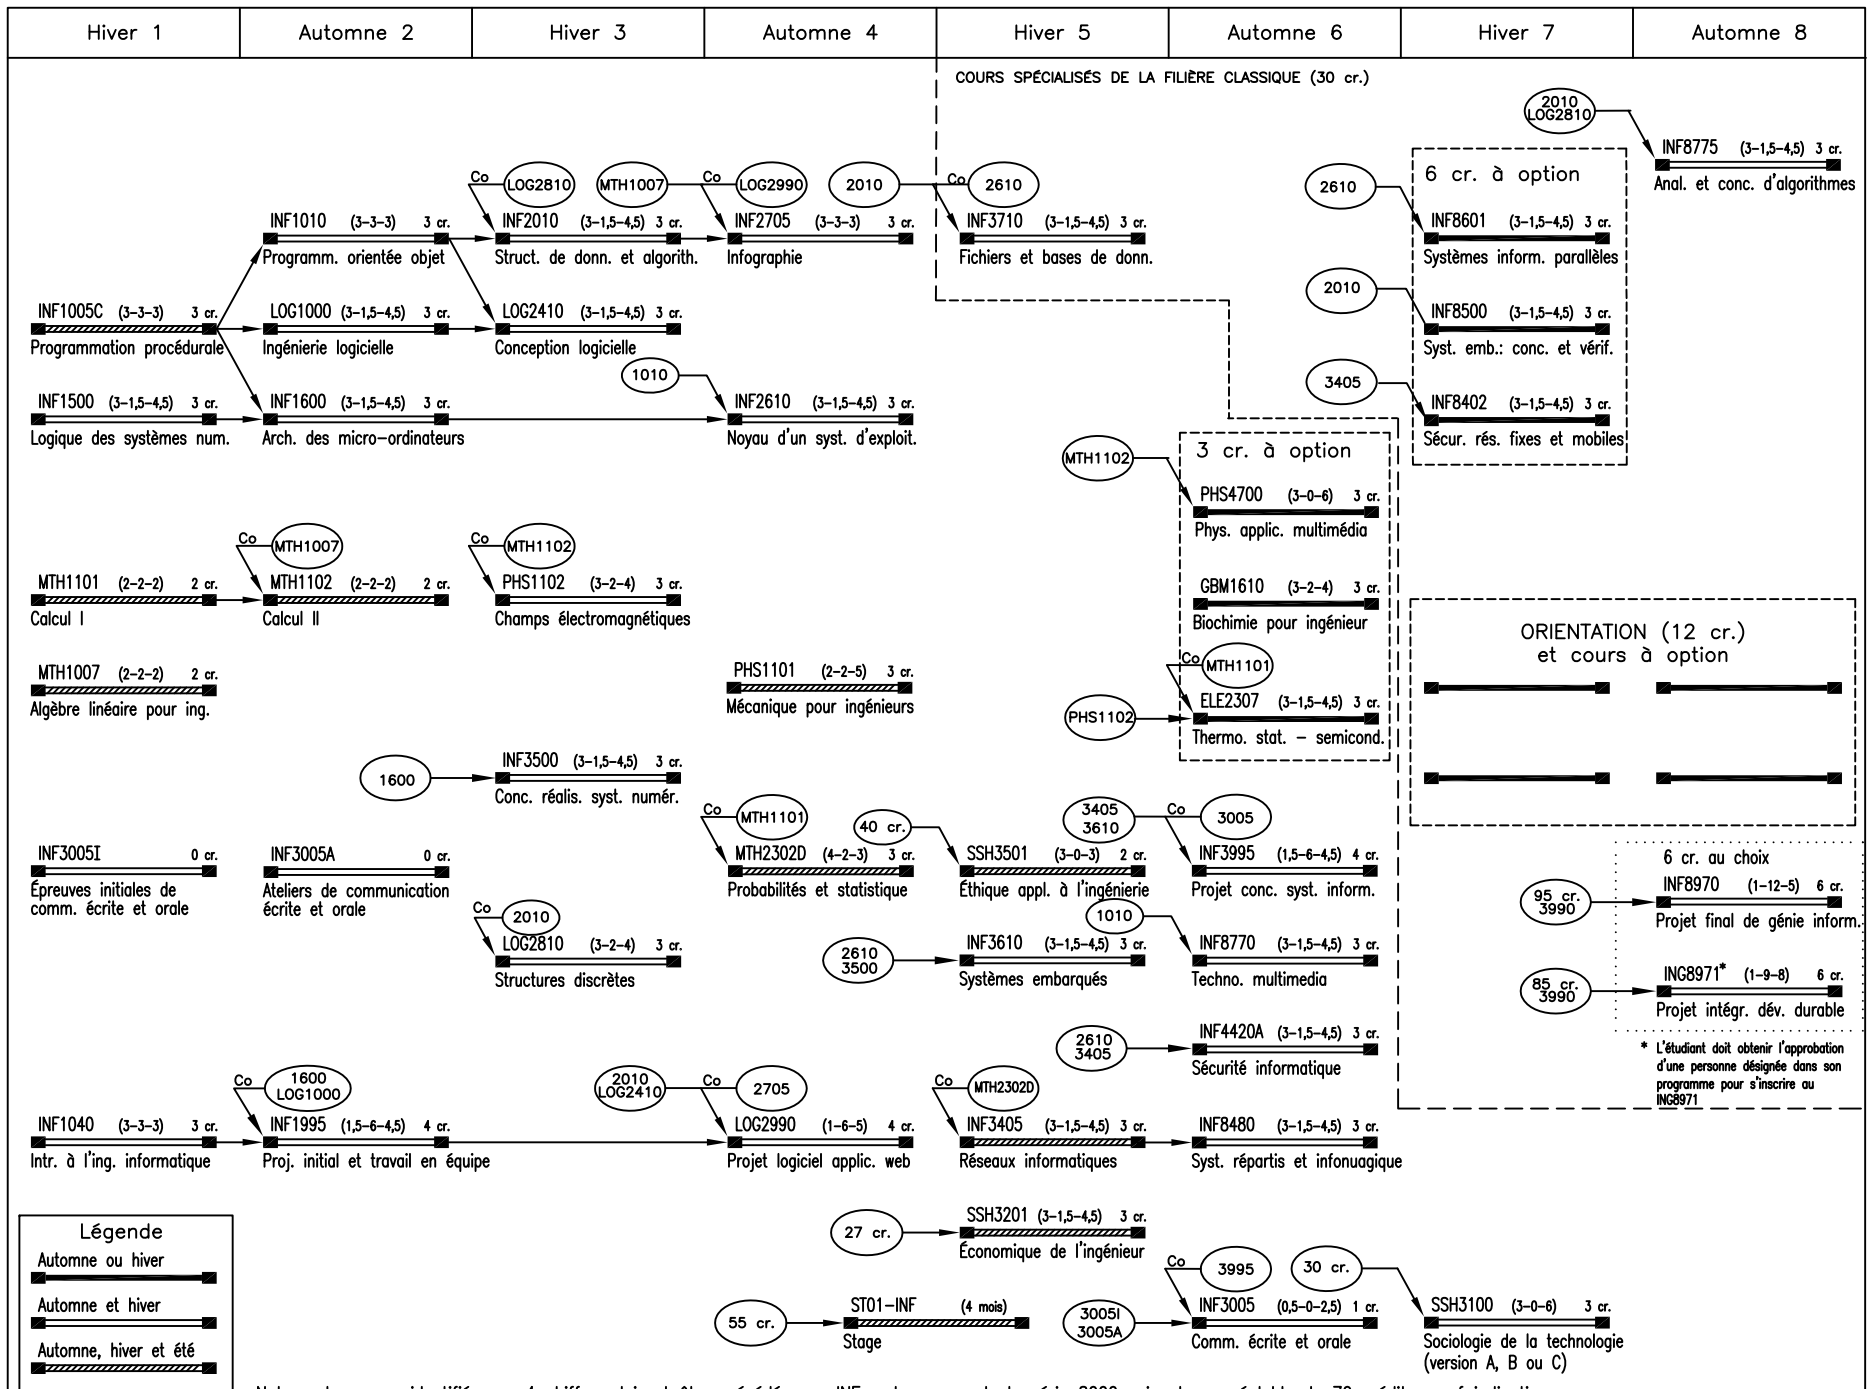 Hiver 1
Automne 2
Hiver 3
Automne 4
Hiver 5
Automne 6
Hiver 7
Automne 8
COURS SPÉCIALISÉS DE LA FILIÈRE CLASSIQUE (30 cr.)
2010
LOG2810
INF8775 (3-1,5-4,5) 3 cr.
Anal. et conc. d'algorithmes
Co
LOG2810
MTH1007
Co
LOG2990
2010
Co
2610
2610
6 cr. à option
INF1010 (3-3-3) 3 cr.
Programm. orientée objet
INF2010 (3-1,5-4,5) 3 cr.
Struct. de donn. et algorith.
INF2705 (3-3-3) 3 cr.
Infographie
INF3710 (3-1,5-4,5) 3 cr.
Fichiers et bases de donn.
INF8601 (3-1,5-4,5) 3 cr.
Systèmes inform. parallèles
INF1005C (3-3-3) 3 cr.
Programmation procédurale
LOG1000 (3-1,5-4,5) 3 cr.
Ingénierie logicielle
LOG2410 (3-1,5-4,5) 3 cr.
Conception logicielle
2010
INF8500 (3-1,5-4,5) 3 cr.
Syst. emb.: conc. et vérif.
INF1500 (3-1,5-4,5) 3 cr.
Logique des systèmes num.
INF1600 (3-1,5-4,5) 3 cr.
Arch. des micro-ordinateurs
1010
INF2610 (3-1,5-4,5) 3 cr.
Noyau d'un syst. d'exploit.
3405
INF8402 (3-1,5-4,5) 3 cr.
Sécur. rés. fixes et mobiles
MTH1102
3 cr. à option
PHS4700 (3-0-6) 3 cr.
Phys. applic. multimédia
MTH1101 (2-2-2) 2 cr.
Calcul I
Co
MTH1007
MTH1102 (2-2-2) 2 cr.
Calcul II
Co
MTH1102
PHS1102 (3-2-4) 3 cr.
Champs électromagnétiques
GBM1610 (3-2-4) 3 cr.
Biochimie pour ingénieur
ORIENTATION (12 cr.)
et cours à option
MTH1007 (2-2-2) 2 cr.
Algèbre linéaire pour ing.
PHS1101 (2-2-5) 3 cr.
Mécanique pour ingénieurs
Co
MTH1101
PHS1102
ELE2307 (3-1,5-4,5) 3 cr.
Thermo. stat. - semicond.
1600
INF3500 (3-1,5-4,5) 3 cr.
Conc. réalis. syst. numér.
INF3005I 0 cr.
Épreuves initiales de
comm. écrite et orale
INF3005A 0 cr.
Ateliers de communication
écrite et orale
Co
MTH1101
MTH2302D (4-2-3) 3 cr.
Probabilités et statistique
40 cr.
SSH3501 (3-0-3) 2 cr.
Éthique appl. à l'ingénierie
3405
3610
Co
3005
INF3995 (1,5-6-4,5) 4 cr.
Projet conc. syst. inform.
6 cr. au choix
95 cr.
3990
INF8970 (1-12-5) 6 cr.
Projet final de génie inform.
Co
2010
LOG2810 (3-2-4) 3 cr.
Structures discrètes
2610
3500
INF3610 (3-1,5-4,5) 3 cr.
Systèmes embarqués
1010
INF8770 (3-1,5-4,5) 3 cr.
Techno. multimedia
85 cr.
3990
ING8971* (1-9-8) 6 cr.
Projet intégr. dév. durable
* L'étudiant doit obtenir l'approbation
d'une personne désignée dans son
programme pour s'inscrire au
ING8971
2610
3405
INF4420A (3-1,5-4,5) 3 cr.
Sécurité informatique
INF1040 (3-3-3) 3 cr.
Intr. à l'ing. informatique
Co
1600
LOG1000
INF1995 (1,5-6-4,5) 4 cr.
Proj. initial et travail en équipe
2010
LOG2410
Co
2705
LOG2990 (1-6-5) 4 cr.
Projet logiciel applic. web
Co
MTH2302D
INF3405 (3-1,5-4,5) 3 cr.
Réseaux informatiques
INF8480 (3-1,5-4,5) 3 cr.
Syst. répartis et infonuagique
27 cr.
SSH3201 (3-1,5-4,5) 3 cr.
Économique de l'ingénieur
55 cr.
ST01-INF (4 mois)
Stage
3005I
3005A
Co
3995
INF3005 (0,5-0-2,5) 1 cr.
Comm. écrite et orale
30 cr.
SSH3100 (3-0-6) 3 cr.
Sociologie de la technologie
(version A, B ou C)
Légende
Automne ou hiver
Automne et hiver
Automne, hiver et été